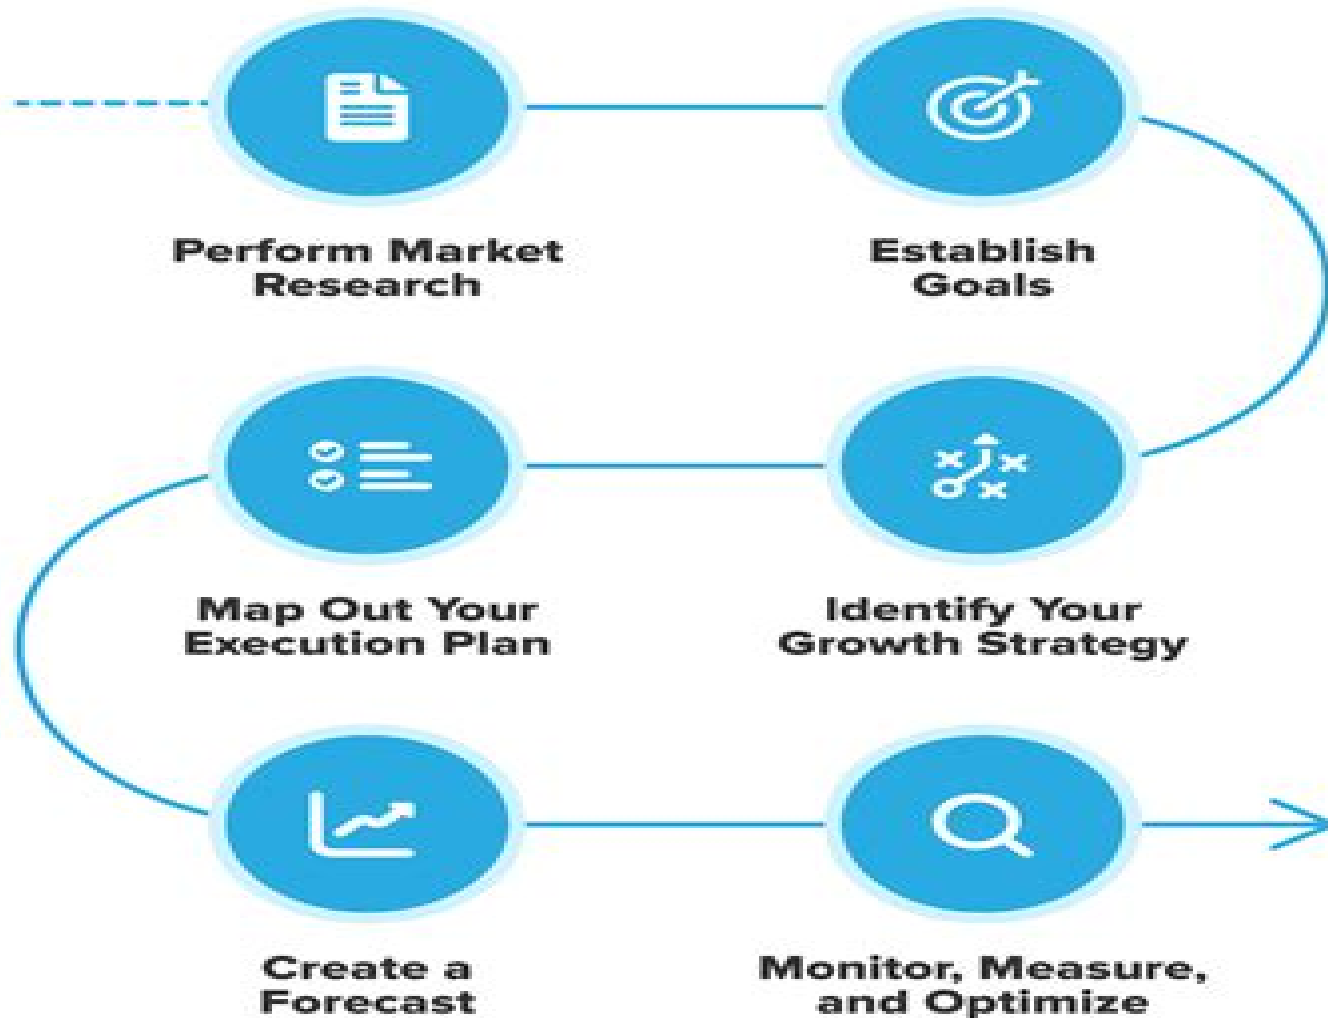 Perform Market
Research
Establish
Goals
Identify Your
Growth Strategy
Map Out Your
Execution Plan
Create a
Forecast
Monitor, Measure,
and Optimize